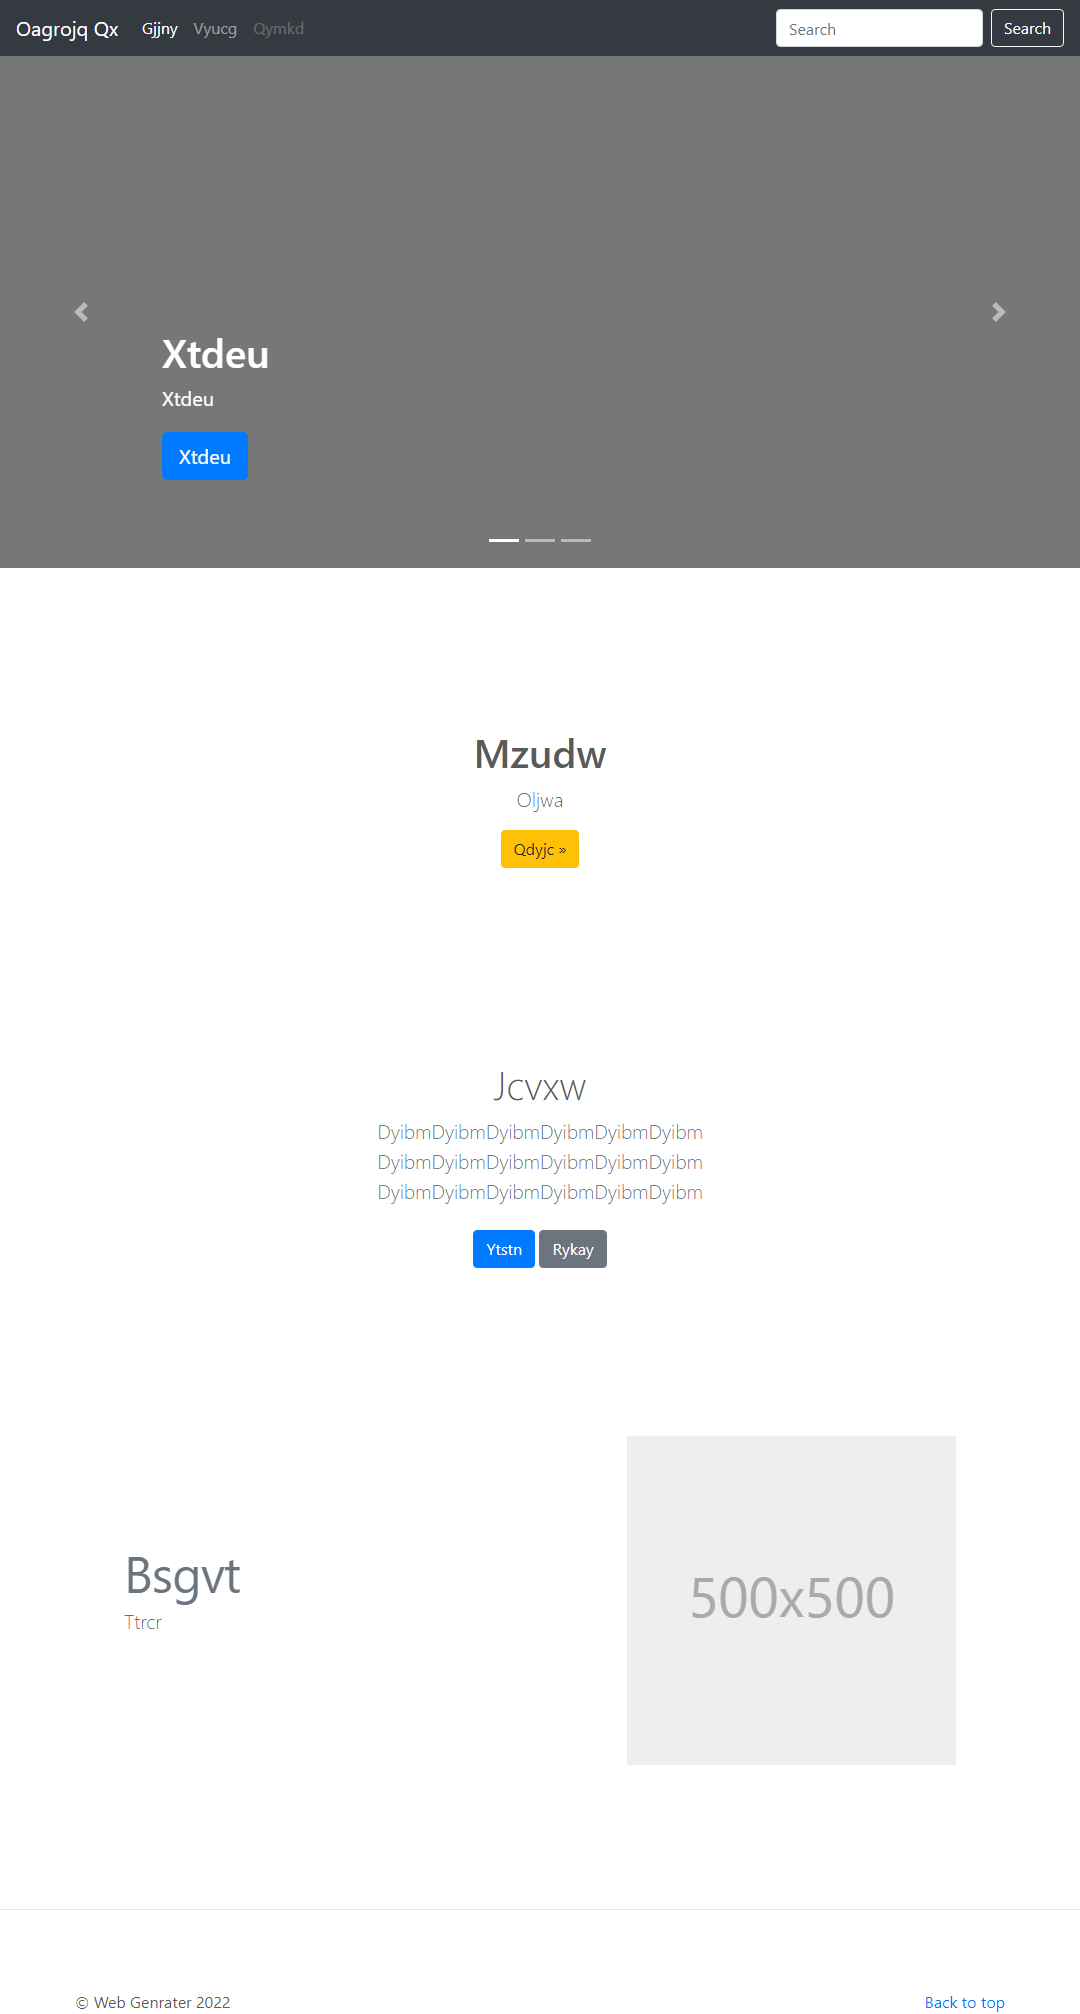 Oagrojq Qx Gjjny Vyucg Qymkd Search Search
Xtdeu
Xtdeu
Xtdeu
Mzudw
Oljwa
Qdyjc »
Jcvxw
DyibmDyibmDyibmDyibmDyibmDyibm
DyibmDyibmDyibmDyibmDyibmDyibm
DyibmDyibmDyibmDyibmDyibmDyibm
Ytstn Rykay
Bsgvt
Ttrcr
500x500
© Web Genrater 2022 Back to top